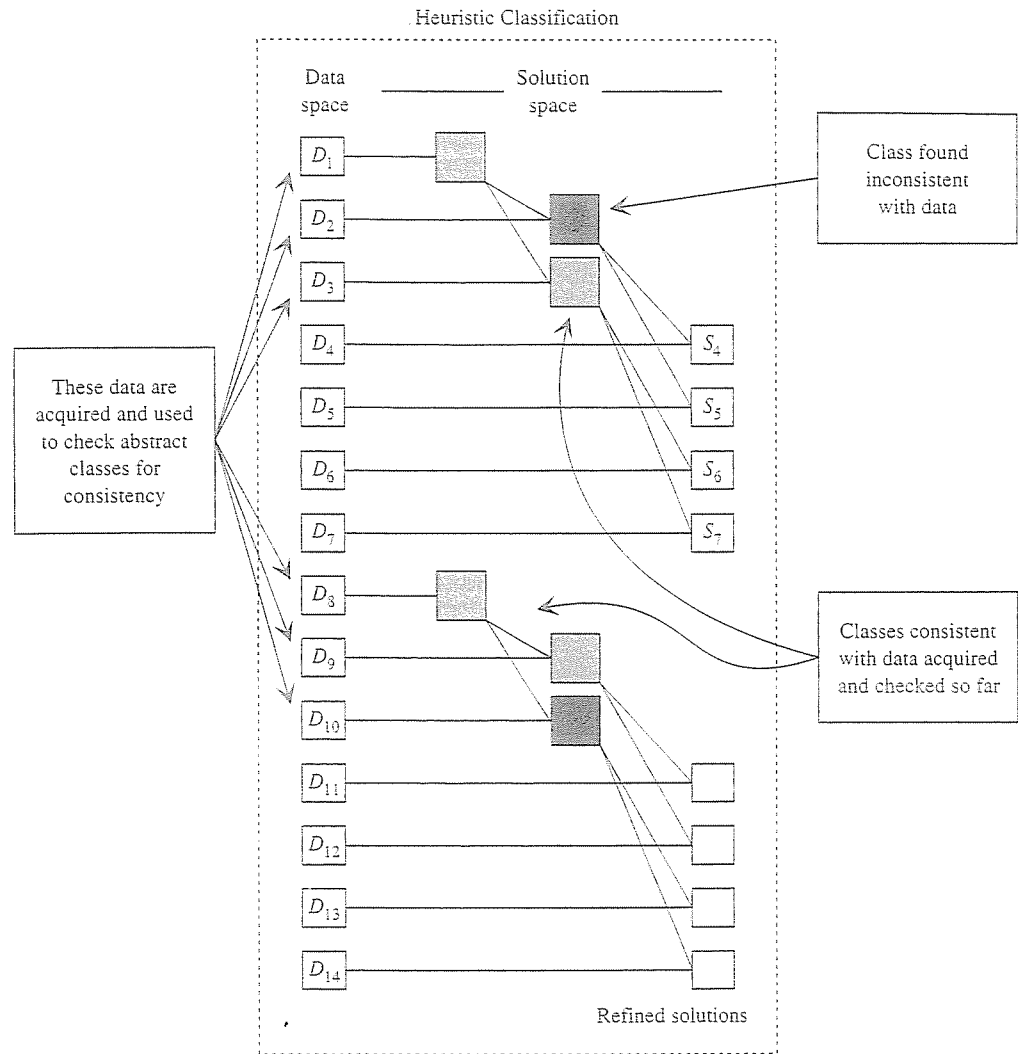 Heuristic Classification
Data
space
Solution
space
D1
D2
D3
D4
D5
D6
D7
D8
D9
D10
D11
D12
D13
D14
S4
S5
S6
S7
Class found
inconsistent
with data
These data are
acquired and used
to check abstract
classes for
consistency
Classes consistent
with data acquired
and checked so far
Refined solutions